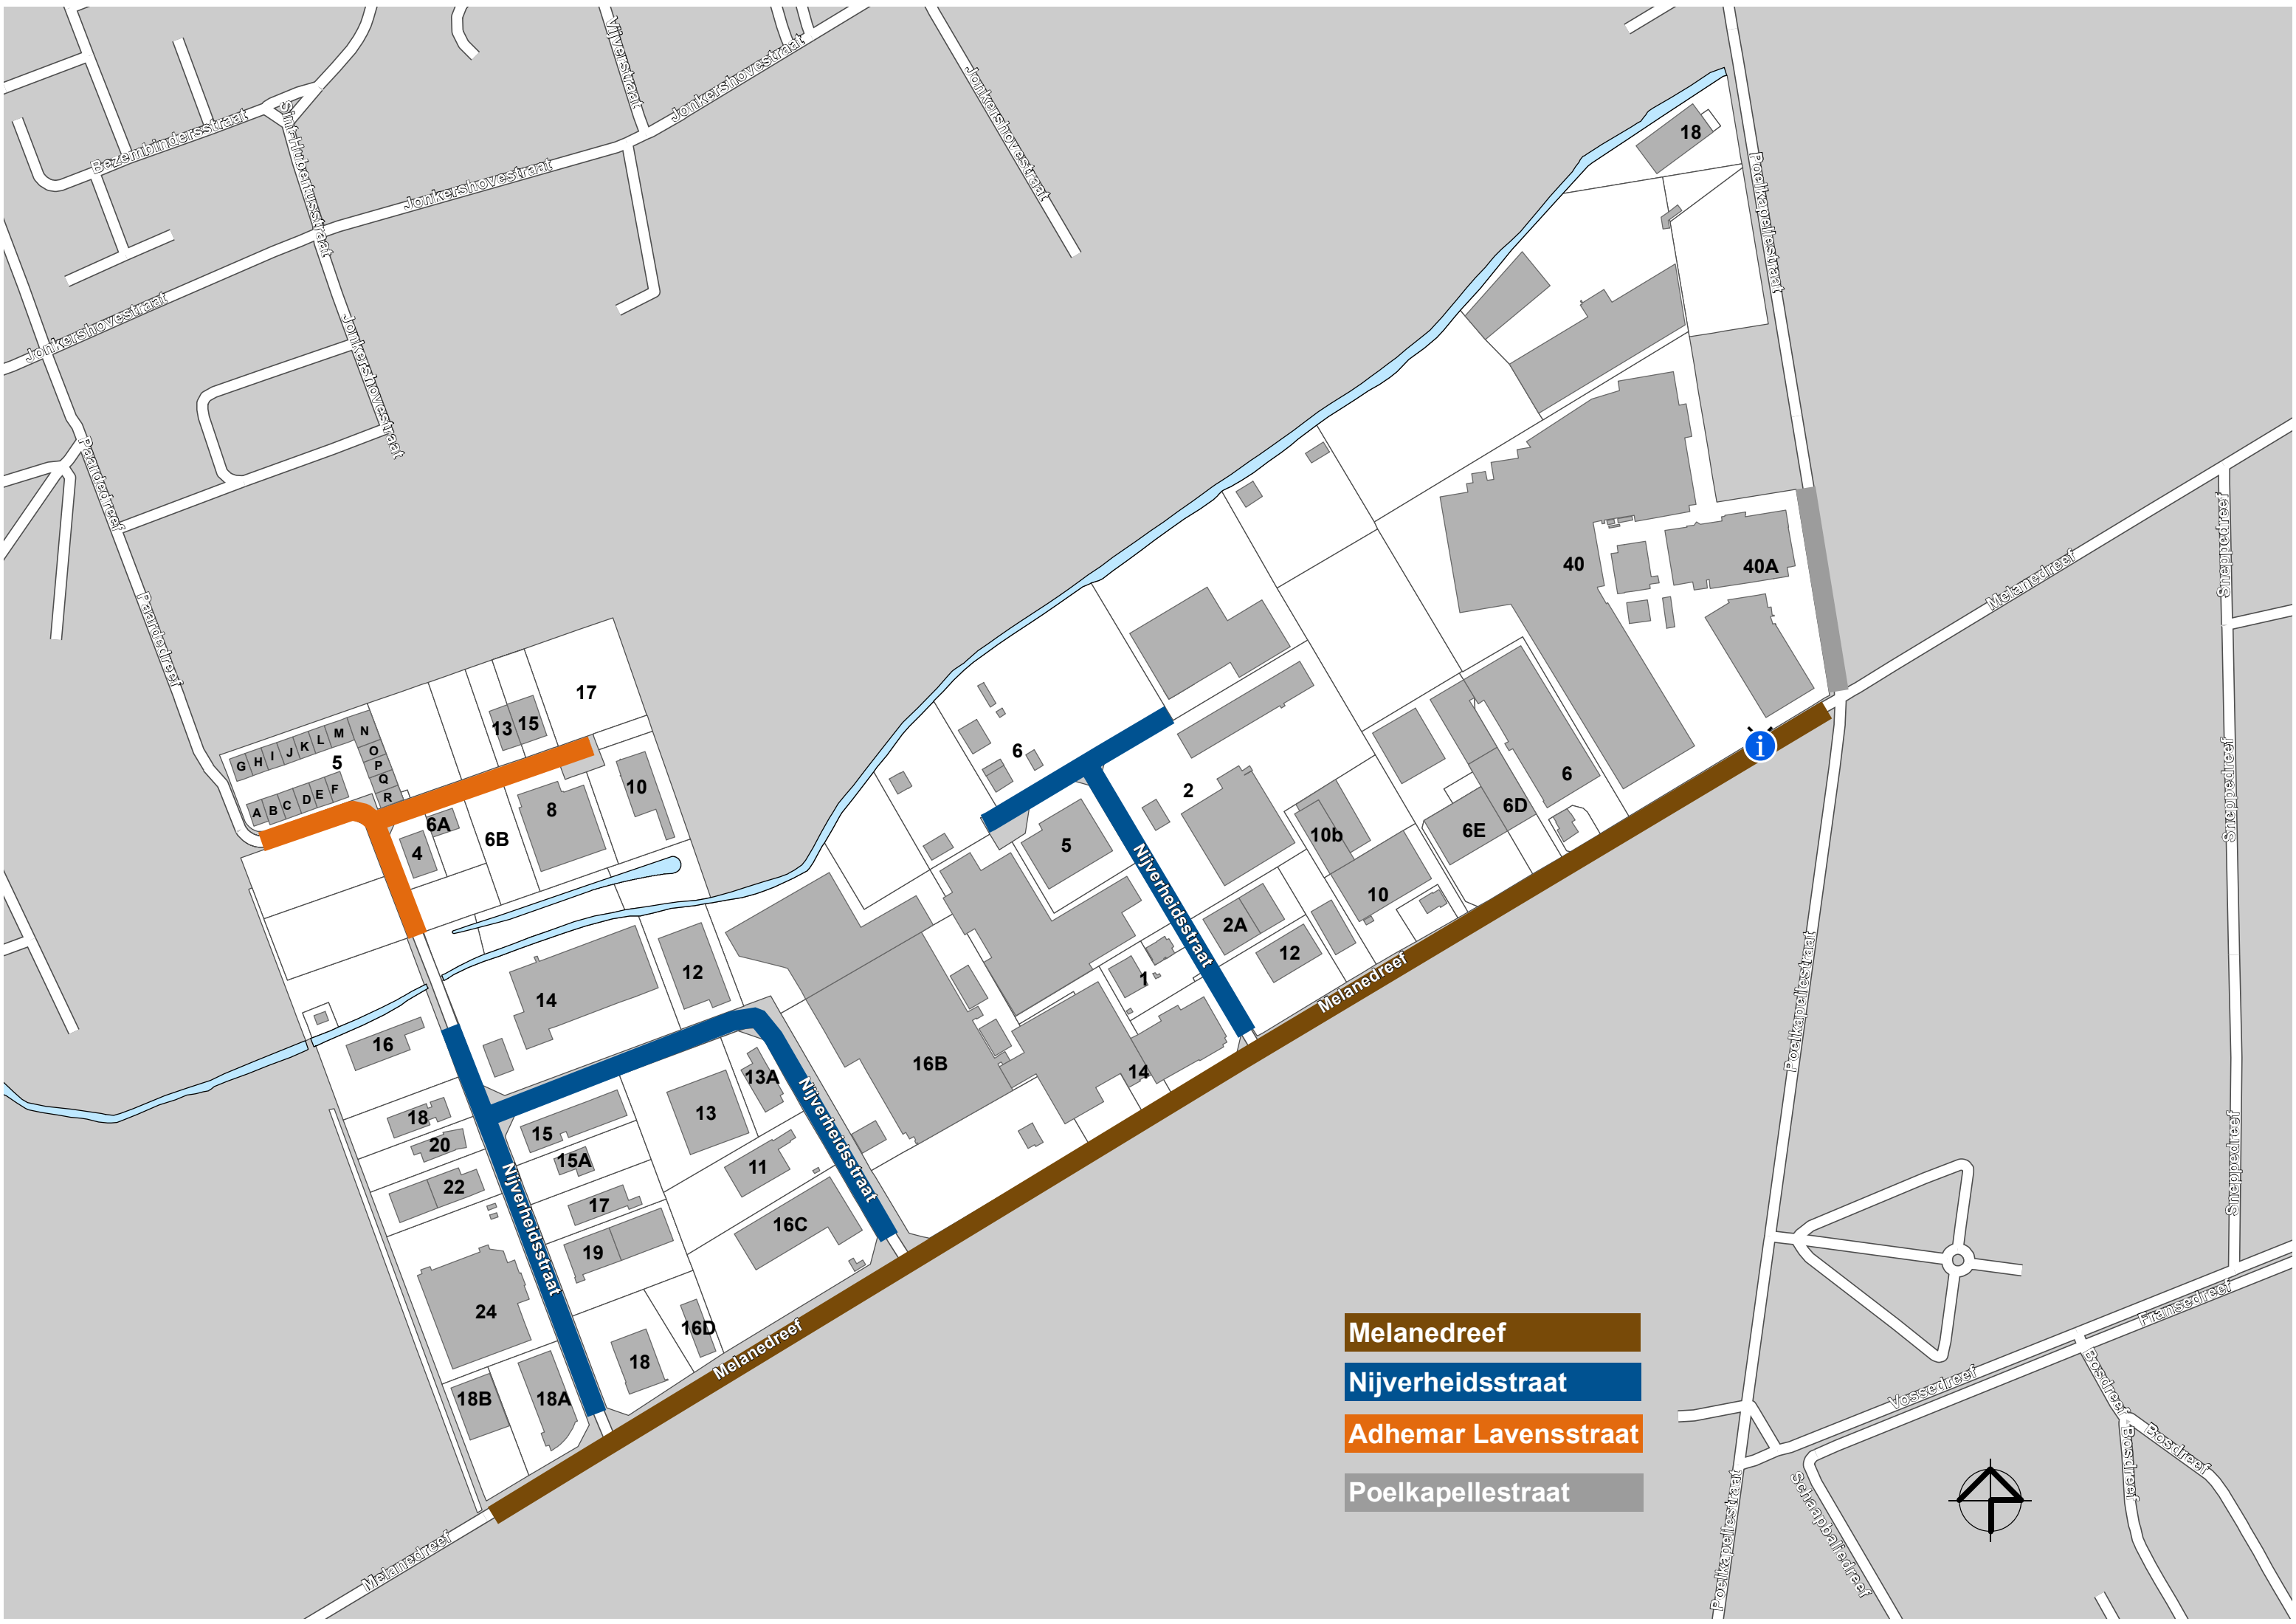 Vijverstraat
Jonkershovestraat
Jonkershovestraat
Bezembindersstraat
Sint-Hubertusstraat
Jonkershovestraat
Jonkershovestraat
Jonkershovestraat
Poelkapellestraat
18
Paardedreef
Paardedreef
Melanedreef
Sneppedreef
Sneppedreef
Sneppedreef
40
40A
17
13
15
N
M
L
K
J
I
H
G
O
P
Q
R
5
A
B
C
D
E
F
6A
4
6B
8
10
6
2
5
Nijverheidsstraat
10b
10
6E
6D
6
i
2A
12
1
14
Melanedreef
16B
14
12
16
18
20
22
24
18B
18A
15
15A
17
19
18
16D
13
13A
11
16C
Nijverheidsstraat
Nijverheidsstraat
Melanedreef
Melanedreef
Poelkapellestraat
Poelkapellestraat
Vossedreef
Fransedreef
Bosdreef
Bosdreef
Bosdreef
Schaapbaliedreef
Melanedreef
Nijverheidsstraat
Adhemar Lavensstraat
Poelkapellestraat